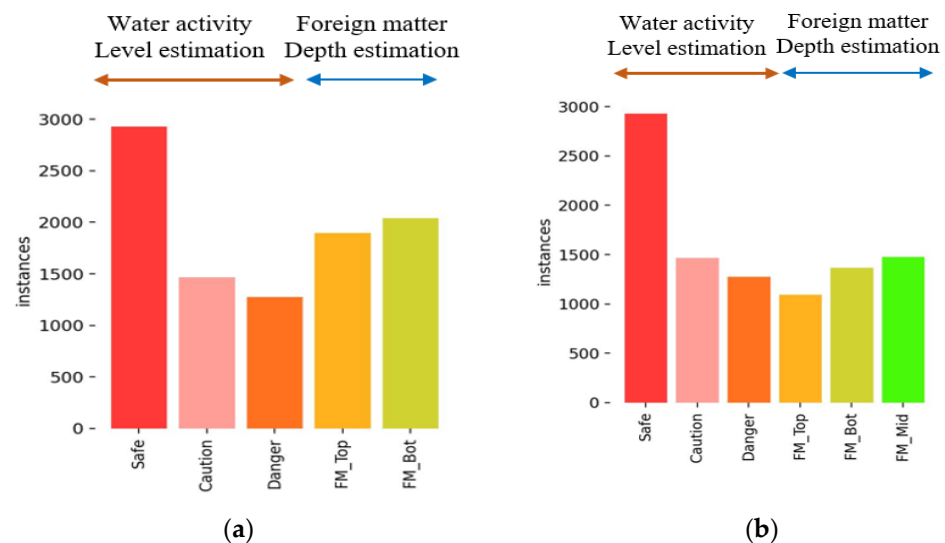 Water activity
Level estimation
Foreign matter
Depth estimation
3000
2500
2000
1500
1000
500
0
instances
Safe
Caution
Danger
FM_Top
FM_Bot
(a)
Water activity
Level estimation
Foreign matter
Depth estimation
3000
2500
2000
1500
1000
500
0
instances
Safe
Caution
Danger
FM_Top
FM_Bot
FM_Mid
(b)